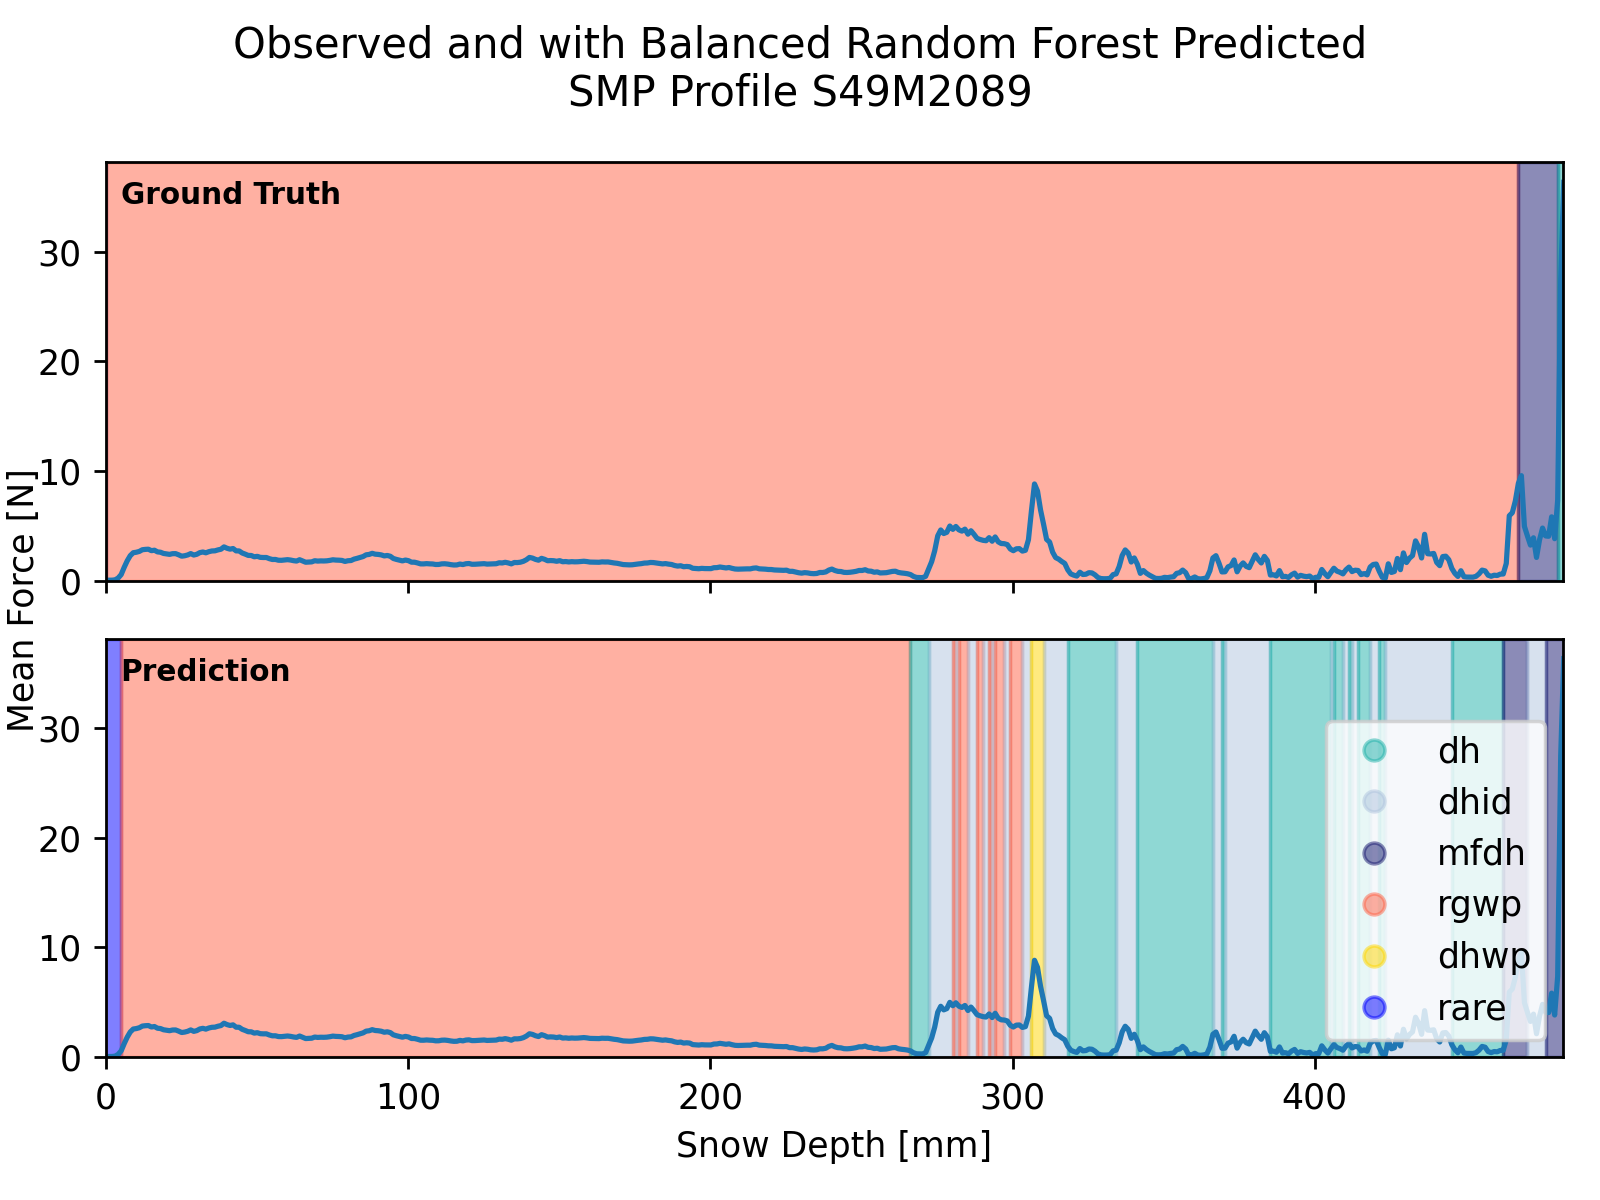 Observed and with Balanced Random Forest Predicted
SMP Profile S49M2089
Ground Truth
30
20
10
0
Mean Force [N]
Prediction
30
20
10
0
dh
dhid
mfdh
rgwp
dhwp
rare
0 100 200 300 400
Snow Depth [mm]